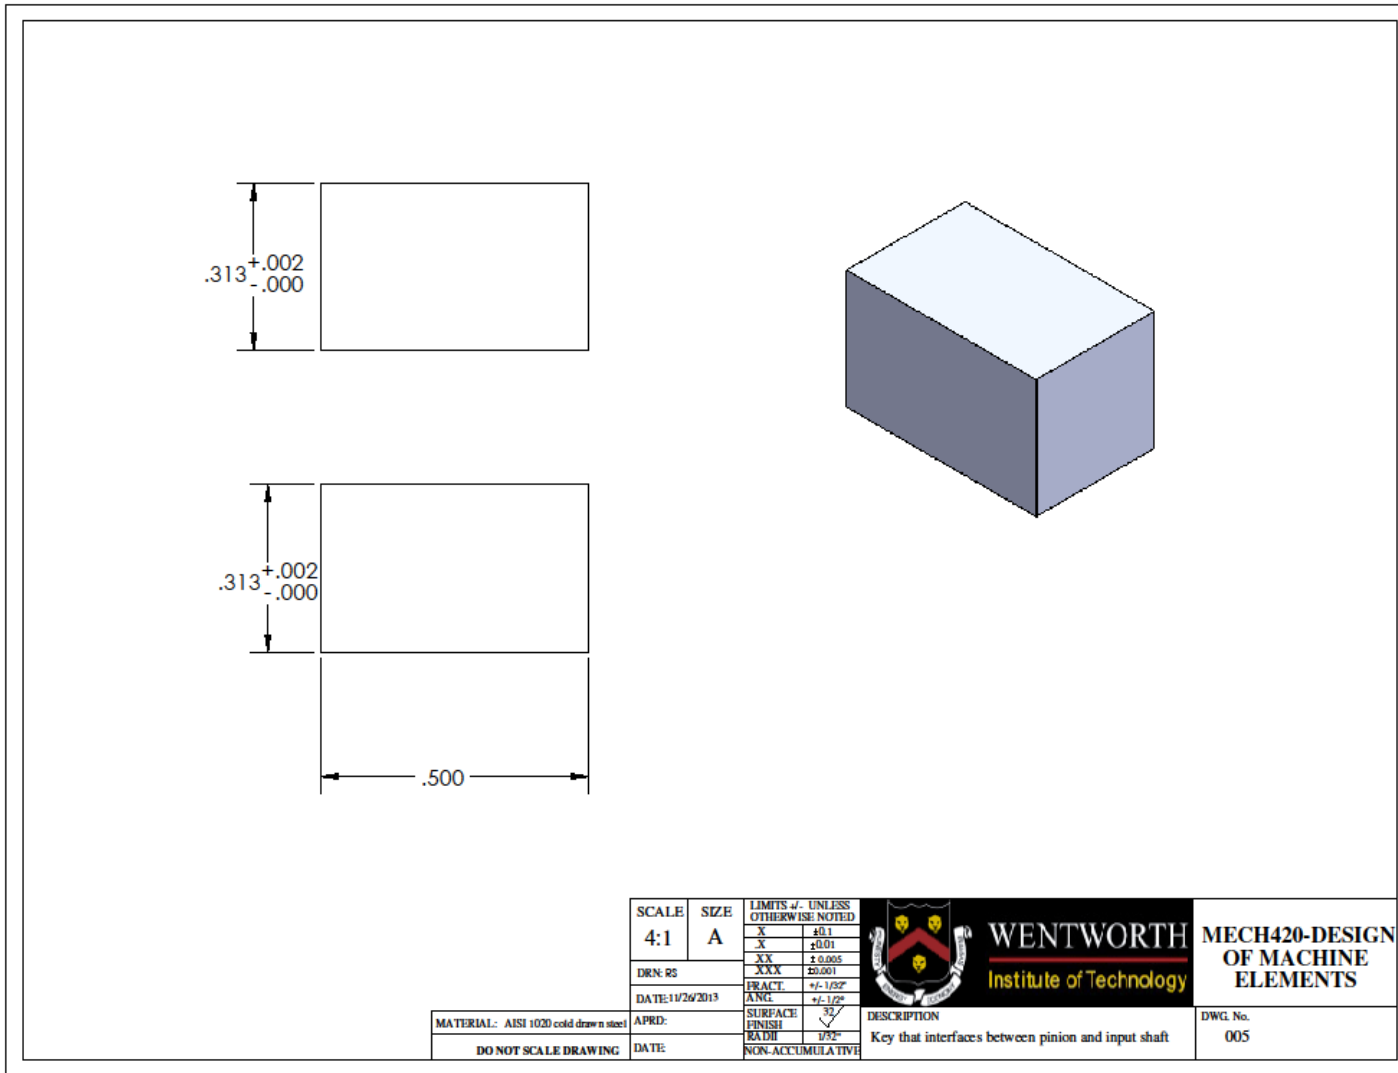 .313 +.002
-.000
.313 +.002
-.000
.500
SCALE
4:1
SIZE
A
DRN: RS
DATE:11/26/2013
APRD:
DATE:
MATERIAL: AISI 1020 cold drawn steel
DO NOT SCALE DRAWING
LIMITS +/- UNLESS
OTHERWISE NOTED
X ±0.1
.X ±0.01
.XX ± 0.005
.XXX ±0.001
FRACT. +/- 1/32"
ANG. +/- 1/2°
SURFACE
FINISH
32
RADII 1/32"
NON-ACCUMULATIVE
HONESTY
ENERGY
ECONOMY
WENTWORTH
Institute of Technology
DESCRIPTION
Key that interfaces between pinion and input shaft
MECH420-DESIGN
OF MACHINE
ELEMENTS
DWG. No.
005